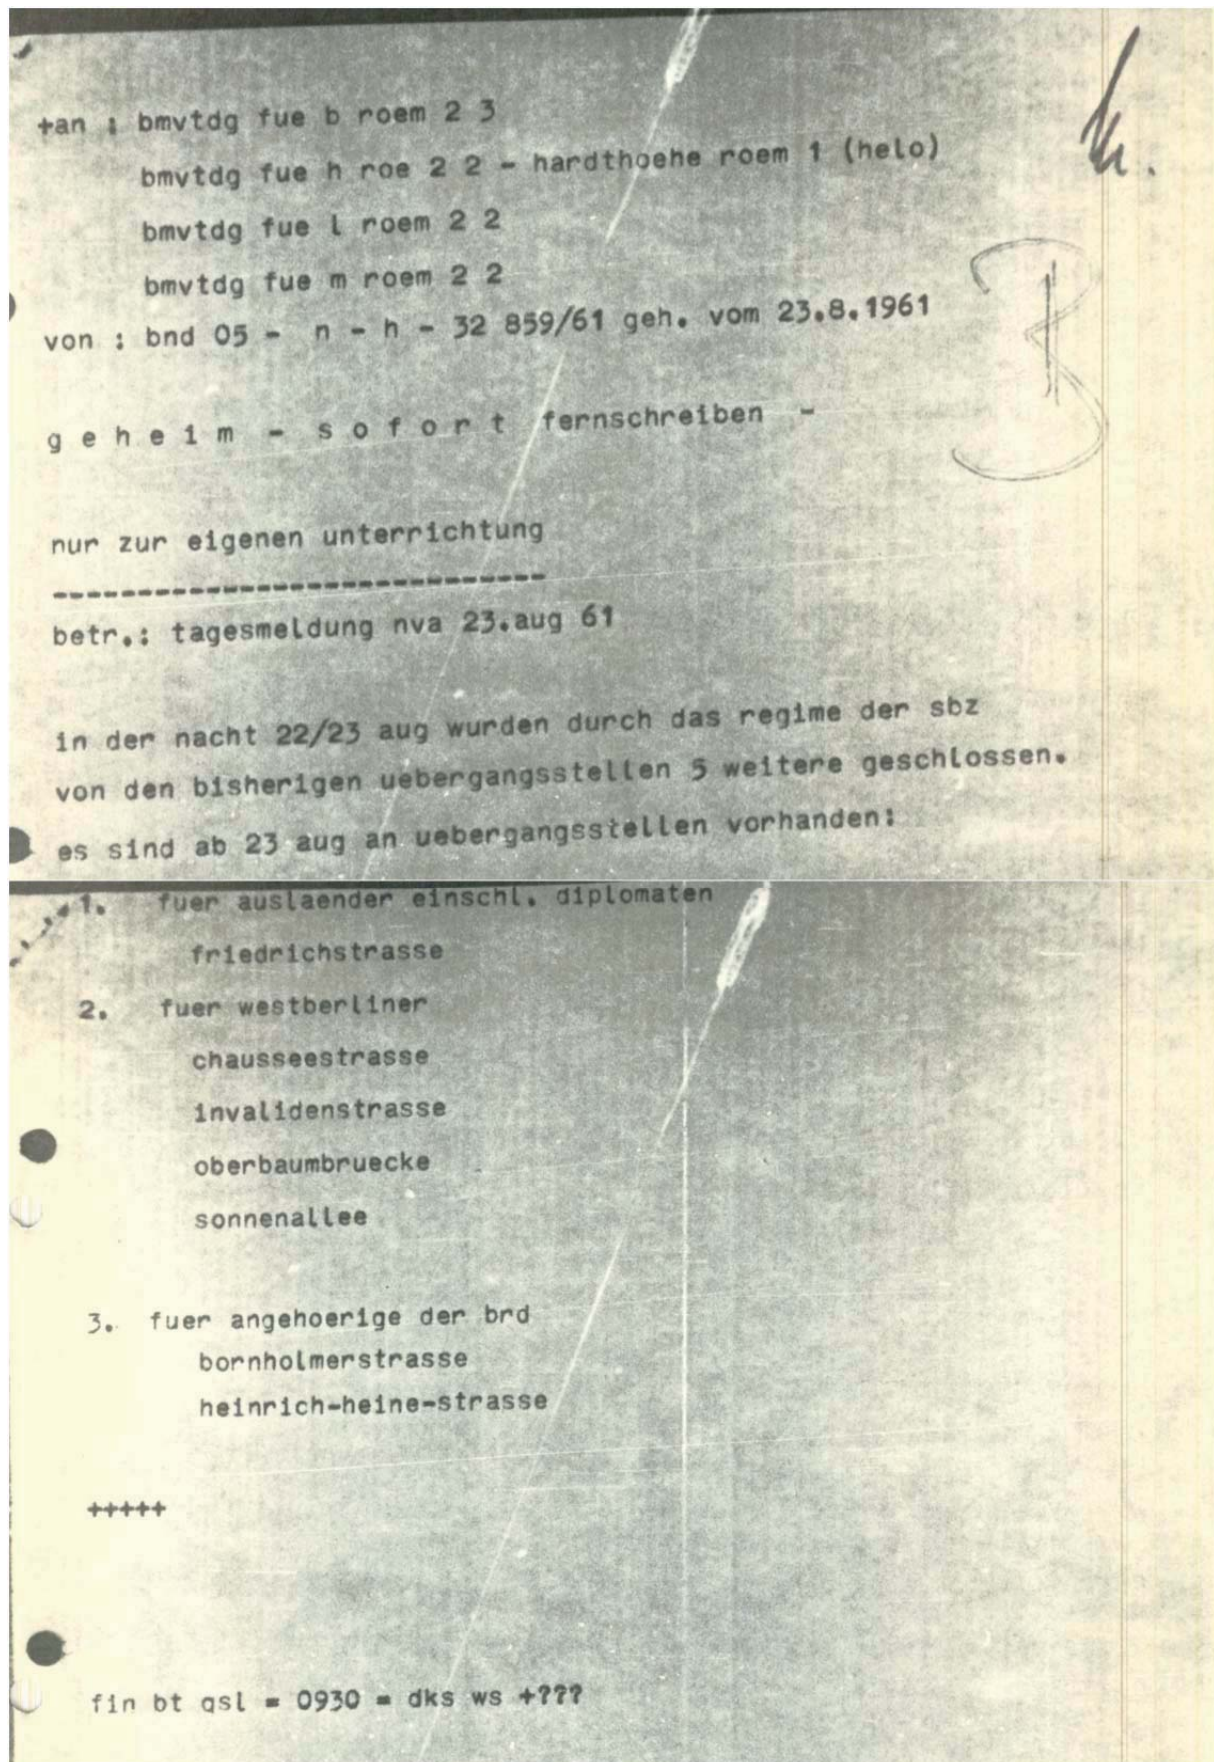 +an : bmvtdg fue b roem 2 3
bmvtdg fue h roe 2 2 - hardthoehe roem 1 (helo)
bmvtdg fue l roem 2 2
bmvtdg fue m roem 2 2
von : bnd 05 - n - h - 32 859/61 geh. vom 23.8.1961
g e h e i m - s o f o r t fernschreiben -
nur zur eigenen unterrichtung
-----------------------------
betr.: tagesmeldung nva 23.aug 61
in der nacht 22/23 aug wurden durch das regime der sbz
von den bisherigen uebergangsstellen 5 weitere geschlossen.
es sind ab 23 aug an uebergangsstellen vorhanden:
1. fuer auslaender einschl. diplomaten
friedrichstrasse
2. fuer westberliner
chausseestrasse
invalidenstrasse
oberbaumbruecke
sonnenallee
3. fuer angehoerige der brd
bornholmerstrasse
heinrich-heine-strasse
+++++
fin bt qsl = 0930 = dks ws +???